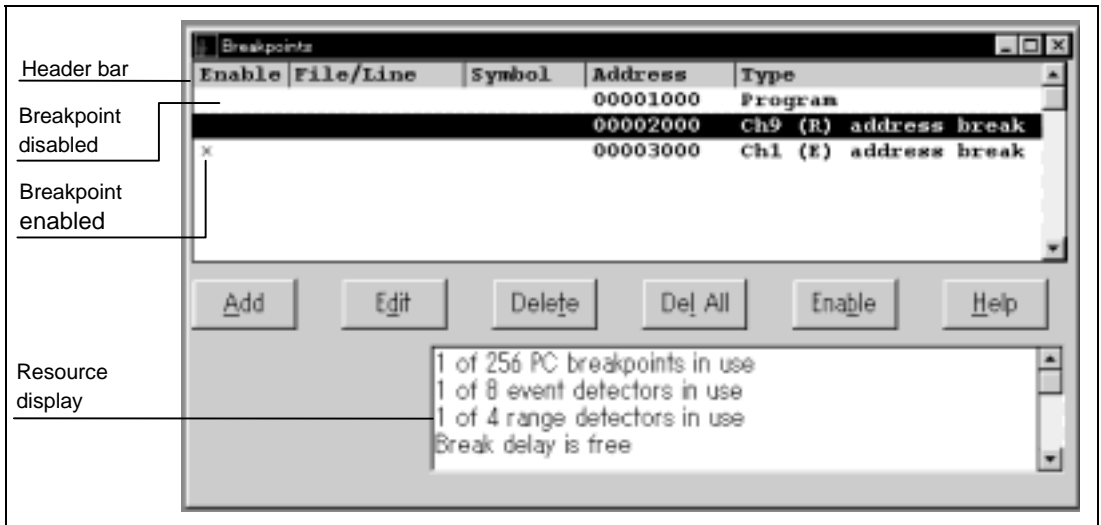 Breakpoints
Header bar
Enable File/Line Symbol Address Type
00001000 Program
Breakpoint
disabled
00002000 Ch9 (R) address break
× 00003000 Ch1 (E) address break
Breakpoint
enabled
Add Edit Delete Del All Enable Help
Resource
display
1 of 256 PC breakpoints in use
1 of 8 event detectors in use
1 of 4 range detectors in use
Break delay is free